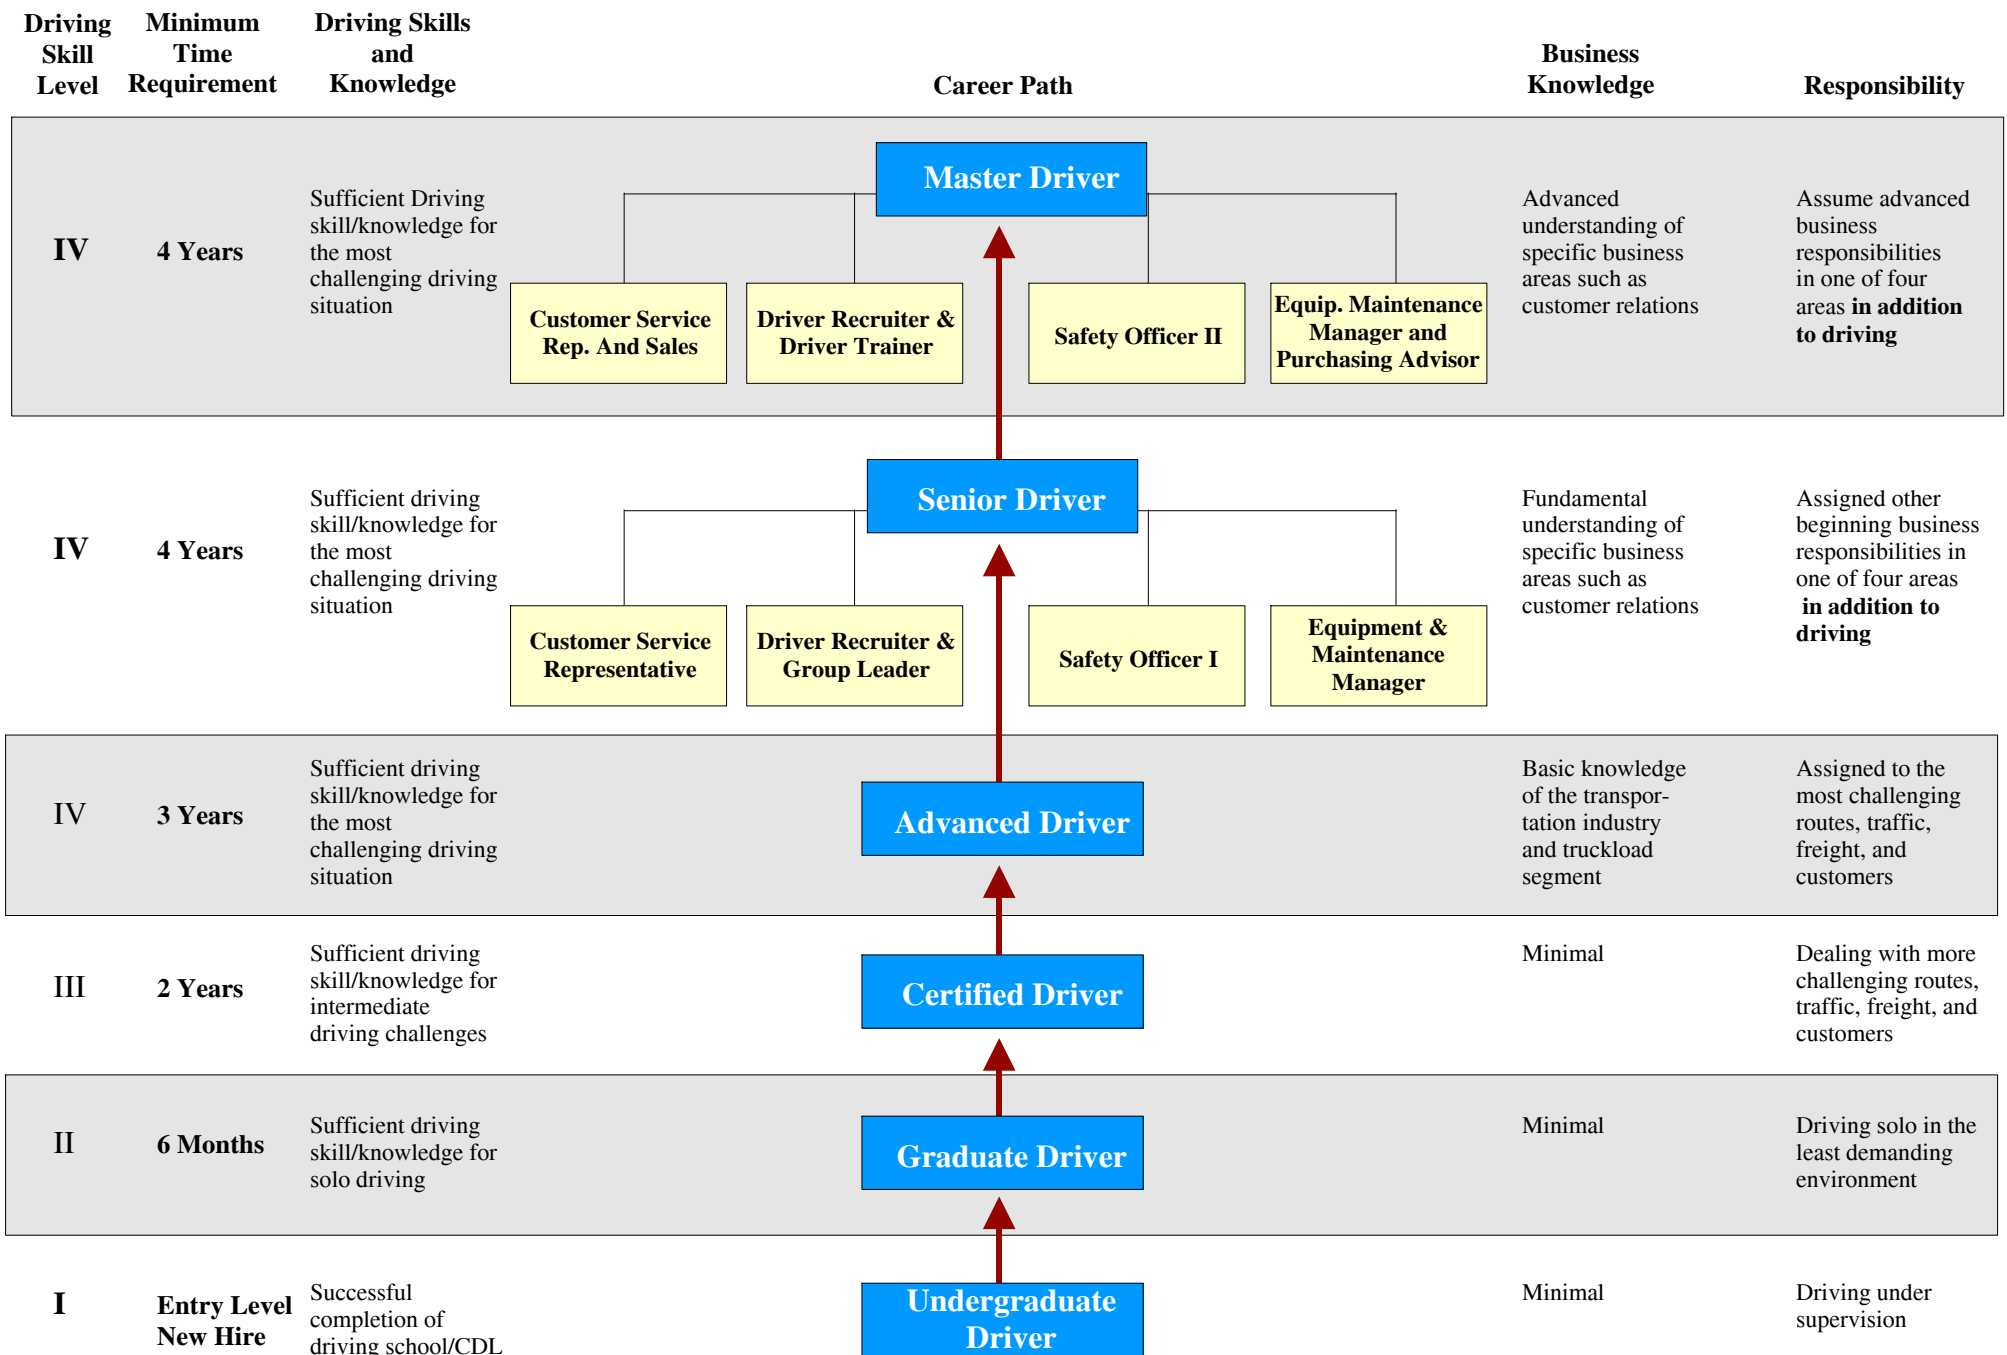 Driving
Skill
Level
Minimum
Time
Requirement
Driving Skills
and
Knowledge
Career Path
Business
Knowledge
Responsibility
IV
4 Years
Sufficient Driving
skill/knowledge for
the most
challenging driving
situation
Master Driver
Customer Service
Rep. And Sales
Driver Recruiter &
Driver Trainer
Safety Officer II
Equip. Maintenance
Manager and
Purchasing Advisor
Advanced
understanding of
specific business
areas such as
customer relations
Assume advanced
business
responsibilities
in one of four
areas in addition
to driving
IV
4 Years
Sufficient driving
skill/knowledge for
the most
challenging driving
situation
Senior Driver
Customer Service
Representative
Driver Recruiter &
Group Leader
Safety Officer I
Equipment &
Maintenance
Manager
Fundamental
understanding of
specific business
areas such as
customer relations
Assigned other
beginning business
responsibilities in
one of four areas
in addition to
driving
IV
3 Years
Sufficient driving
skill/knowledge for
the most
challenging driving
situation
Advanced Driver
Basic knowledge
of the transpor-
tation industry
and truckload
segment
Assigned to the
most challenging
routes, traffic,
freight, and
customers
III
2 Years
Sufficient driving
skill/knowledge for
intermediate
driving challenges
Certified Driver
Minimal
Dealing with more
challenging routes,
traffic, freight, and
customers
II
6 Months
Sufficient driving
skill/knowledge for
solo driving
Graduate Driver
Minimal
Driving solo in the
least demanding
environment
I
Entry Level
New Hire
Successful
completion of
driving school/CDL
Undergraduate
Driver
Minimal
Driving under
supervision